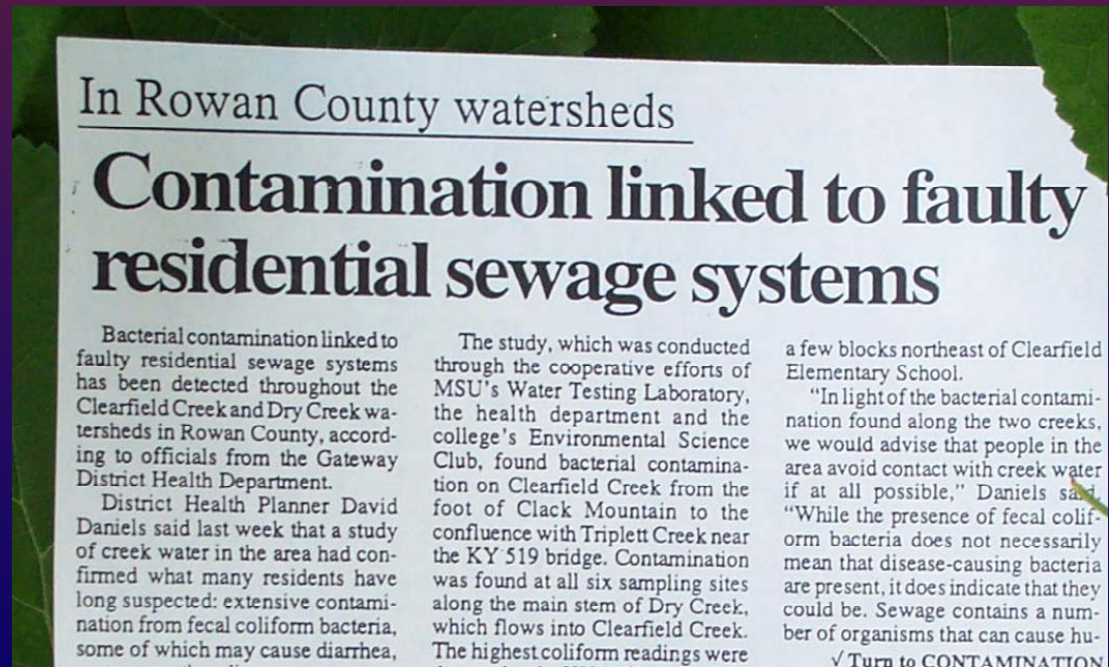 In Rowan County watersheds
Contamination linked to faulty
residential sewage systems
Bacterial contamination linked to
faulty residential sewage systems
has been detected throughout the
Clearfield Creek and Dry Creek wa-
tersheds in Rowan County, accord-
ing to officials from the Gateway
District Health Department.
District Health Planner David
Daniels said last week that a study
of creek water in the area had con-
firmed what many residents have
long suspected: extensive contami-
nation from fecal coliform bacteria,
some of which may cause diarrhea,
The study, which was conducted
through the cooperative efforts of
MSU's Water Testing Laboratory,
the health department and the
college's Environmental Science
Club, found bacterial contamina-
tion on Clearfield Creek from the
foot of Clack Mountain to the
confluence with Triplett Creek near
the KY 519 bridge. Contamination
was found at all six sampling sites
along the main stem of Dry Creek,
which flows into Clearfield Creek.
The highest coliform readings were
a few blocks northeast of Clearfield
Elementary School.
"In light of the bacterial contami-
nation found along the two creeks,
we would advise that people in the
area avoid contact with creek water
if at all possible," Daniels said.
"While the presence of fecal colif-
orm bacteria does not necessarily
mean that disease-causing bacteria
are present, it does indicate that they
could be. Sewage contains a num-
ber of organisms that can cause hu-
√ Turn to CONTAMINATION